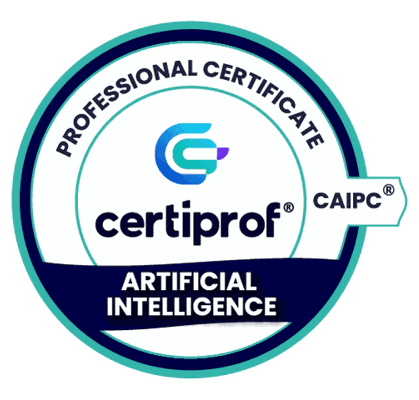 PROFESSIONAL CERTIFICATE
certiprof®
CAIPC®
ARTIFICIAL
INTELLIGENCE